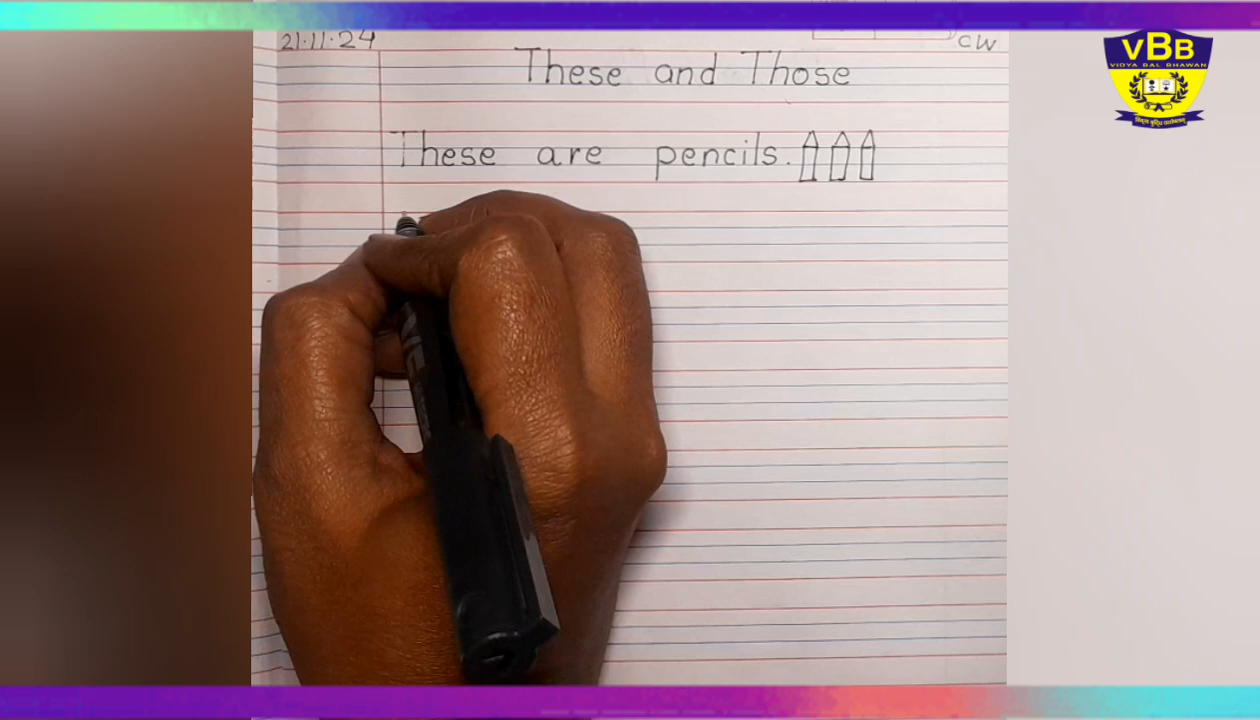 21.11.24
CW
These and Those
These are pencils.
VBB
VIDYA BAL BHAWAN